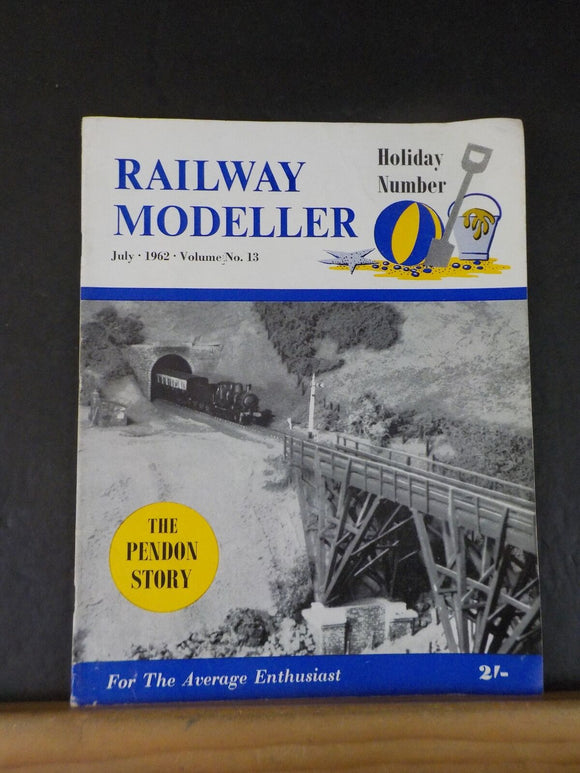 RAILWAY
MODELLER
Holiday
Number
July · 1962 · Volume No. 13
THE
PENDON
STORY
For The Average Enthusiast
2/-